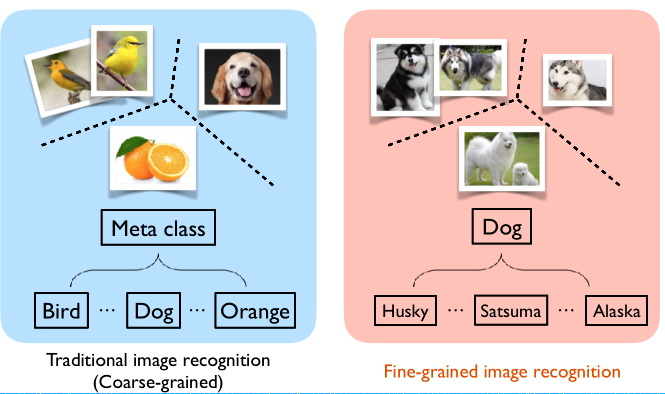 Meta class
Bird ... Dog ... Orange
Traditional image recognition
(Coarse-grained)
Dog
Husky ... Satsuma ... Alaska
Fine-grained image recognition